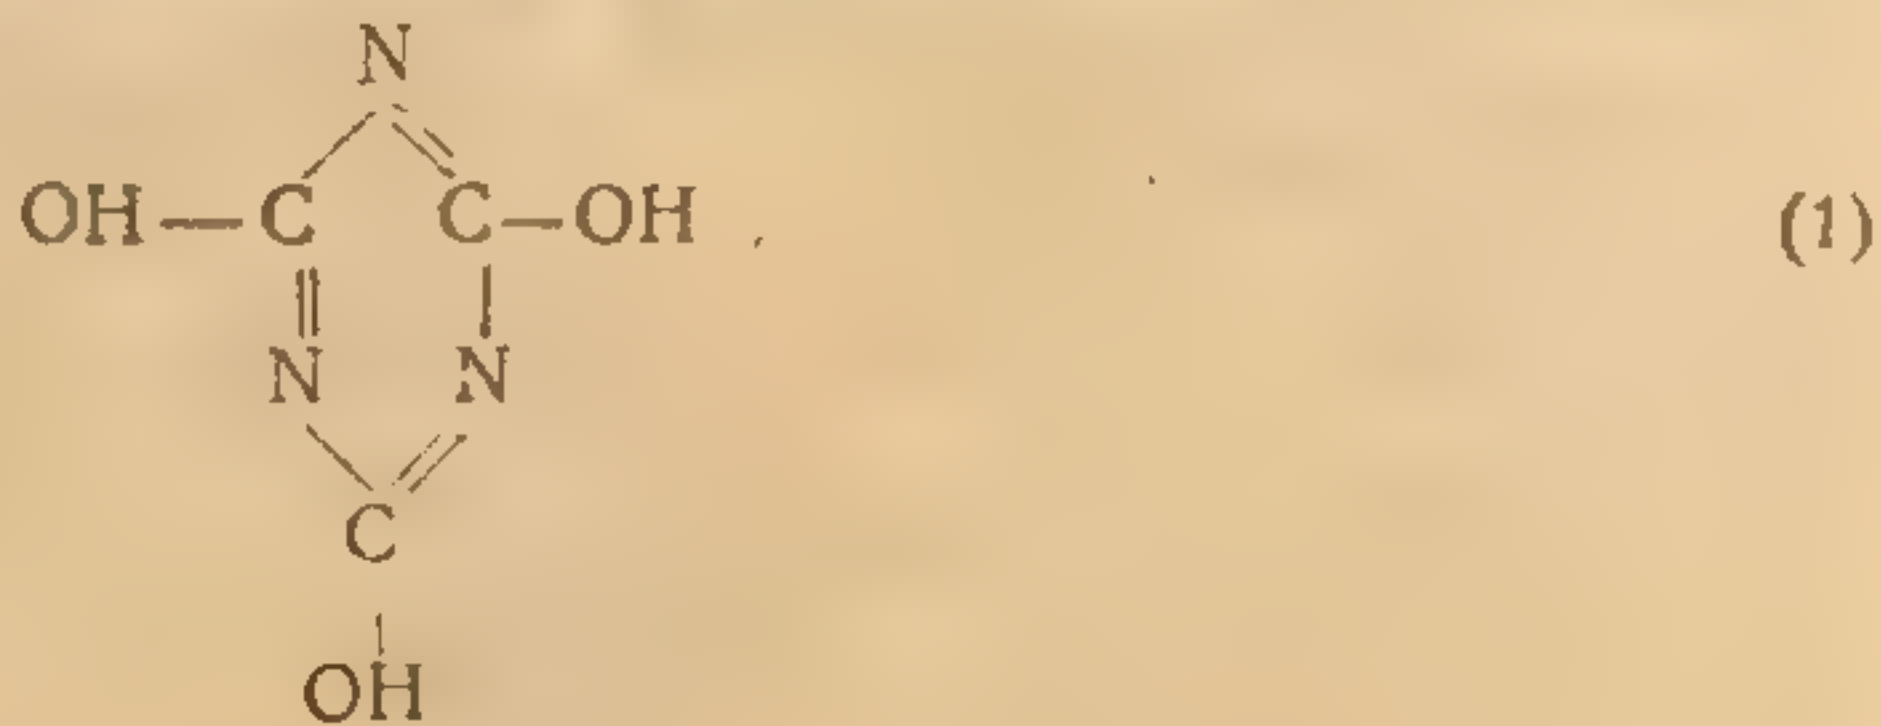 N
OH—C C—OH (1)
N N
C
OH